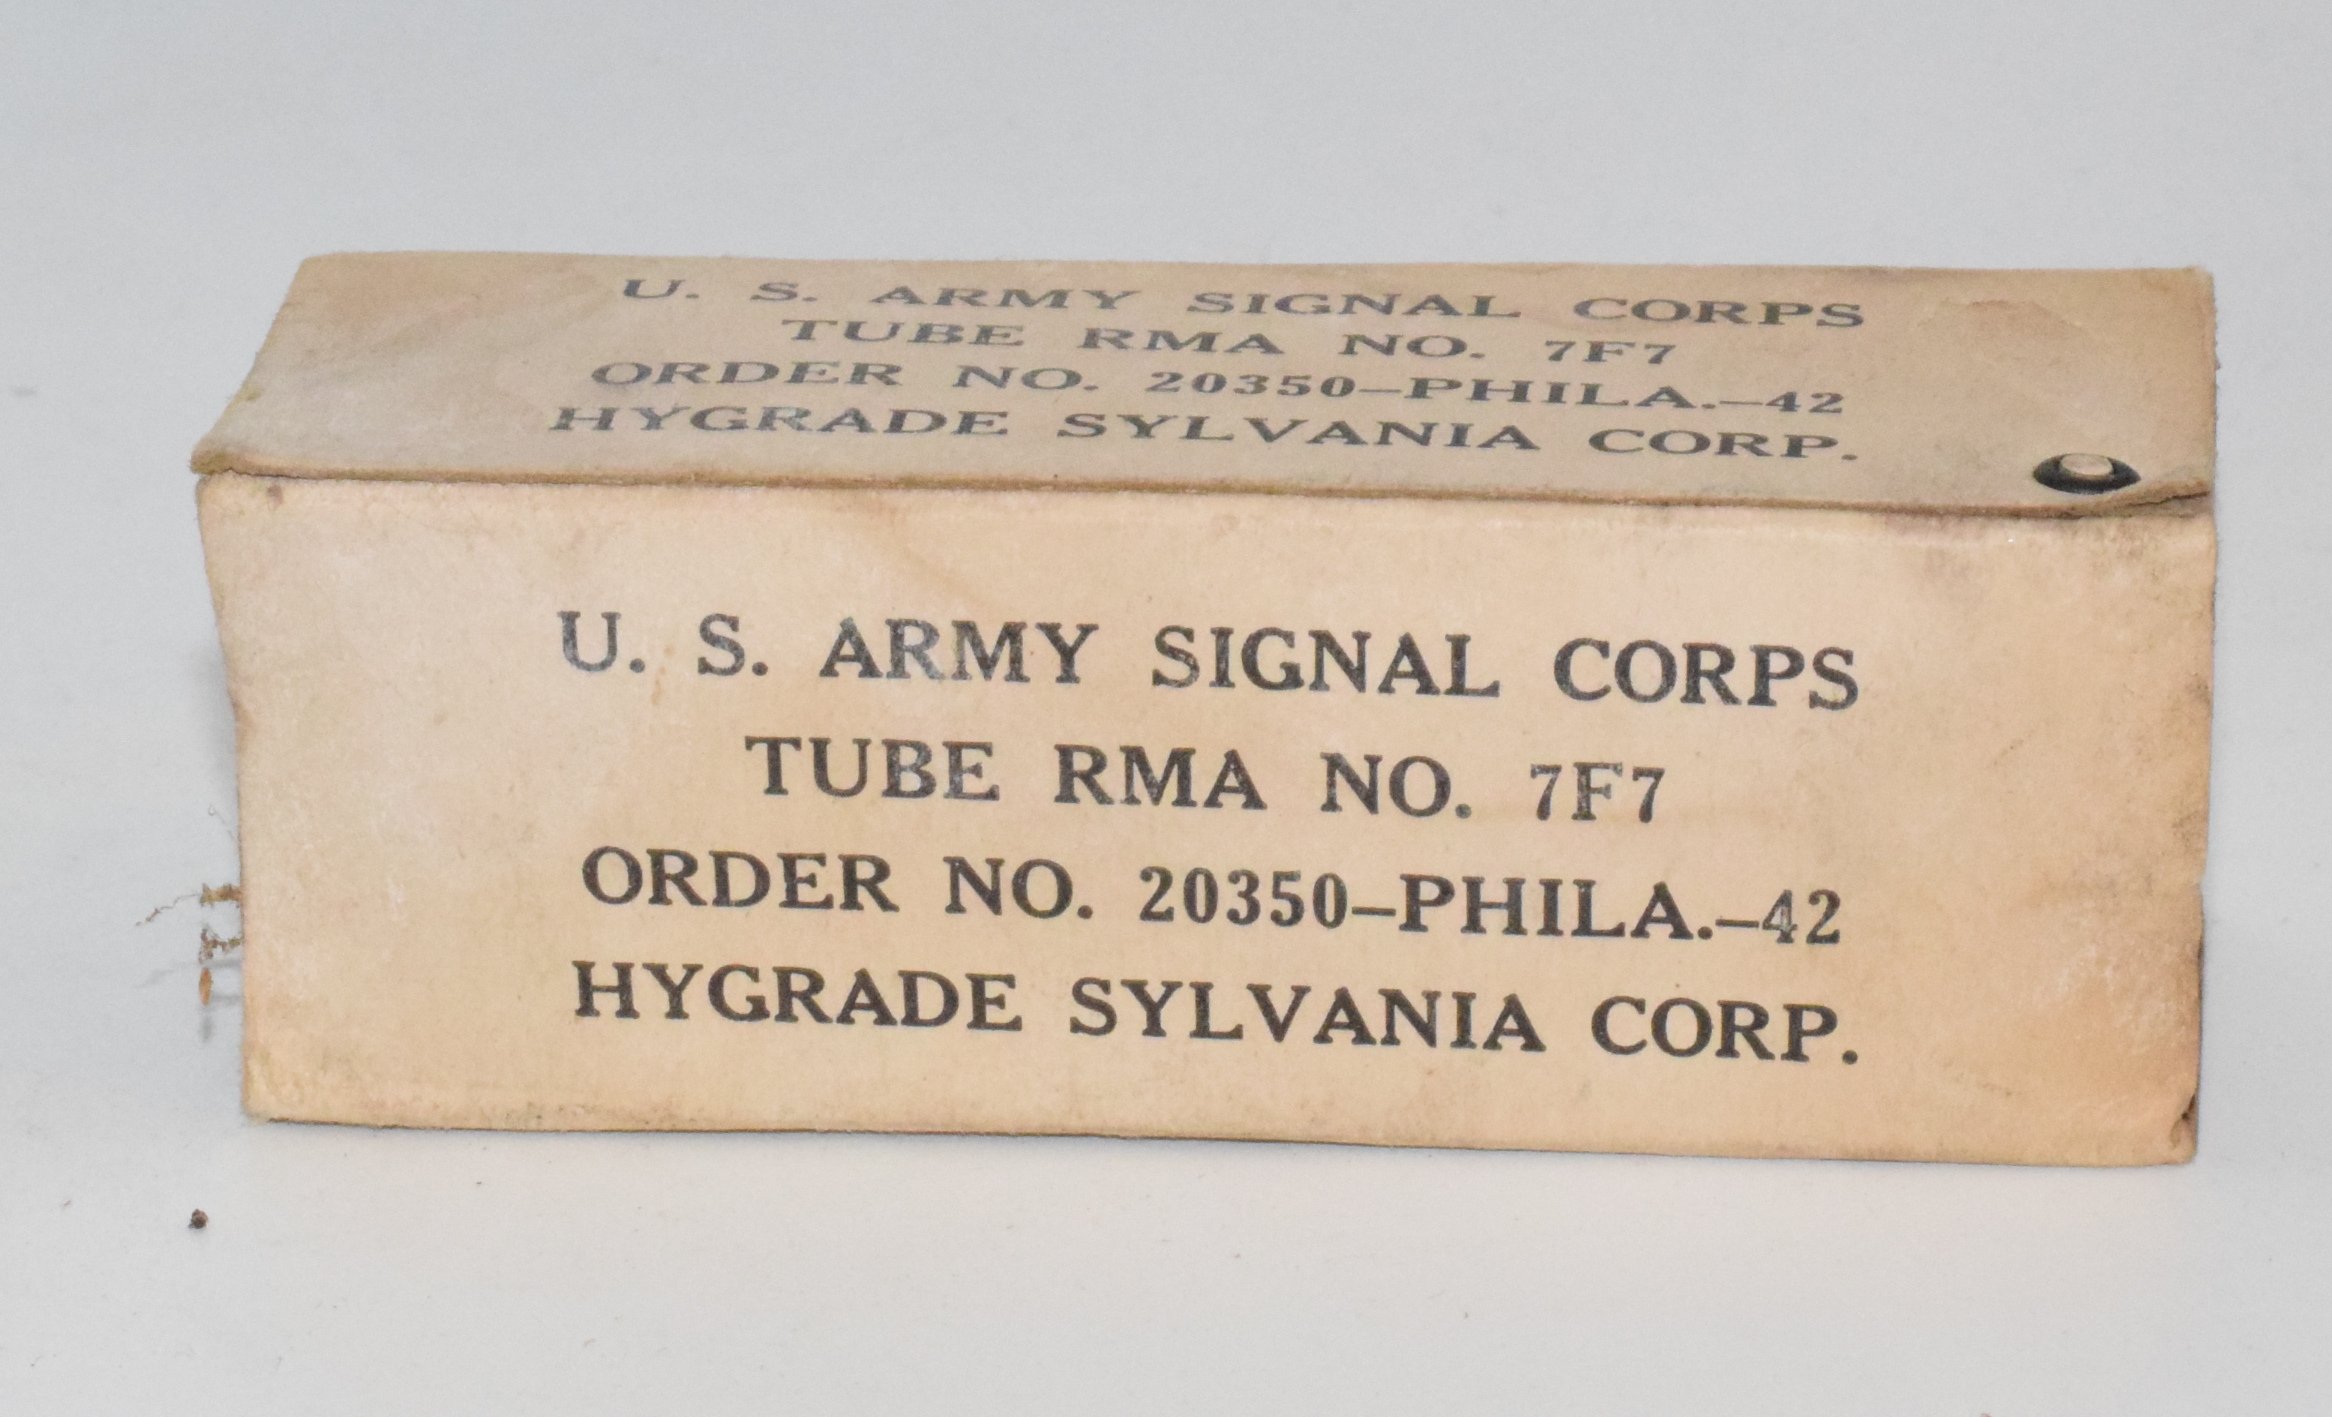 U. S. ARMY SIGNAL CORPS
TUBE RMA NO. 7F7
ORDER NO. 20350–PHILA.–42
HYGRADE SYLVANIA CORP.
U. S. ARMY SIGNAL CORPS
TUBE RMA NO. 7F7
ORDER NO. 20350–PHILA.–42
HYGRADE SYLVANIA CORP.